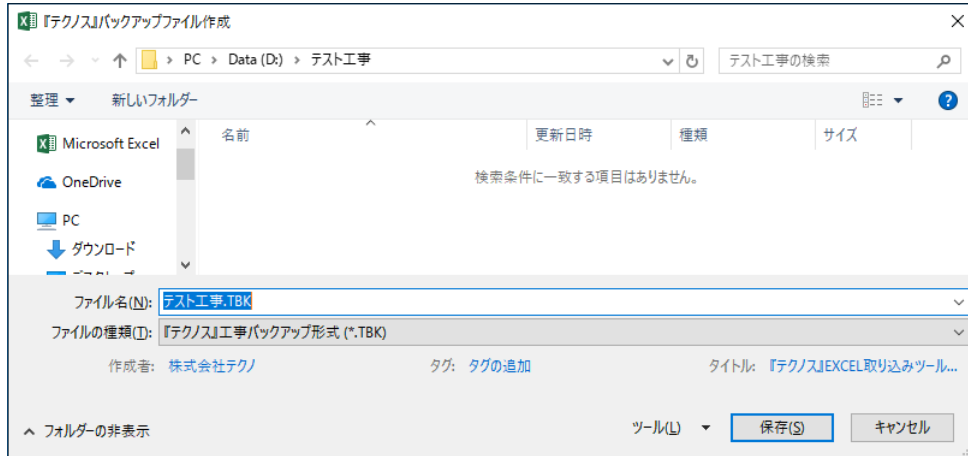 『テクノス』バックアップファイル作成
PC > Data (D:) > テスト工事
テスト工事の検索
整理 新しいフォルダー
名前 更新日時 種類 サイズ
Microsoft Excel
検索条件に一致する項目はありません。
OneDrive
PC
ダウンロード
ファイル名(N): テスト工事.TBK
ファイルの種類(T): 『テクノス』工事バックアップ形式 (*.TBK)
作成者: 株式会社テクノ タグ: タグの追加 タイトル: 『テクノス』EXCEL取り込みツール...
フォルダーの非表示 ツール(L) 保存(S) キャンセル